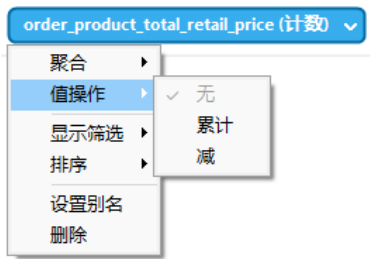 order_product_total_retail_price (计数)
聚合
值操作
显示筛选
排序
设置别名
删除
无
累计
减